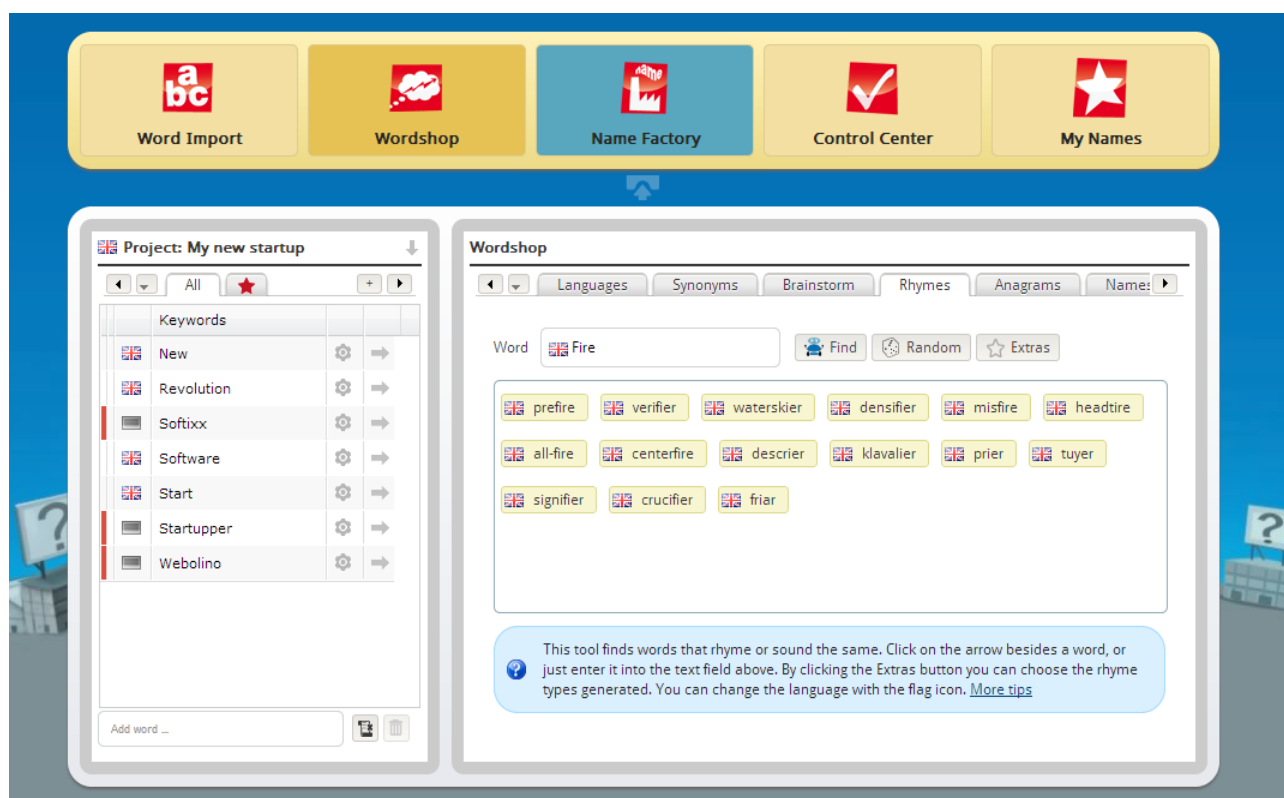 a
bc
name
Word Import Wordshop Name Factory Control Center My Names
Project: My new startup
All
Keywords
New
Revolution
Softixx
Software
Start
Startupper
Webolino
Add word ...
Wordshop
Languages Synonyms Brainstorm Rhymes Anagrams Names
Word Fire Find Random Extras
prefire verifier waterskier densifier misfire headtire
all-fire centerfire descrier klavalier prier tuyer
signifier crucifier friar
? This tool finds words that rhyme or sound the same. Click on the arrow besides a word, or
just enter it into the text field above. By clicking the Extras button you can choose the rhyme
types generated. You can change the language with the flag icon. More tips
?
?